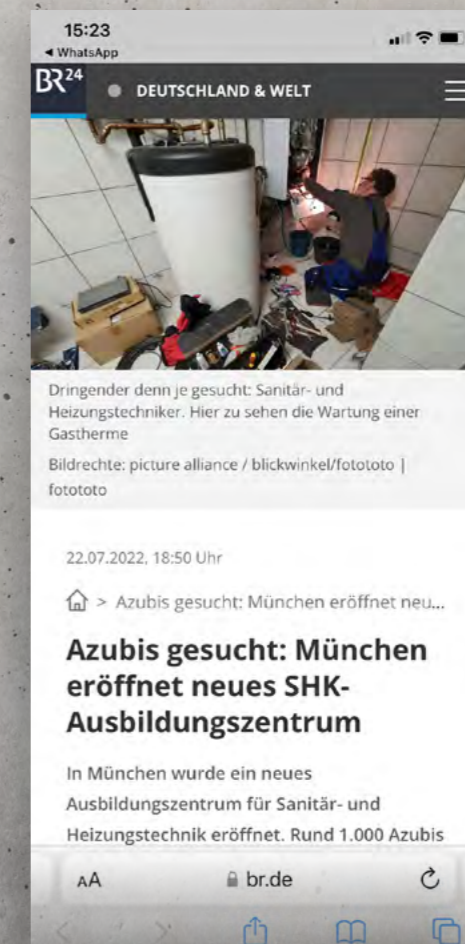 15:23
◀ WhatsApp
BR24 DEUTSCHLAND & WELT
Dringender denn je gesucht: Sanitär- und
Heizungstechniker. Hier zu sehen die Wartung einer
Gastherme
Bildrechte: picture alliance / blickwinkel/fotototo |
fotototo
22.07.2022, 18:50 Uhr
> Azubis gesucht: München eröffnet neu...
Azubis gesucht: München
eröffnet neues SHK-
Ausbildungszentrum
In München wurde ein neues
Ausbildungszentrum für Sanitär- und
Heizungstechnik eröffnet. Rund 1.000 Azubis
AA br.de